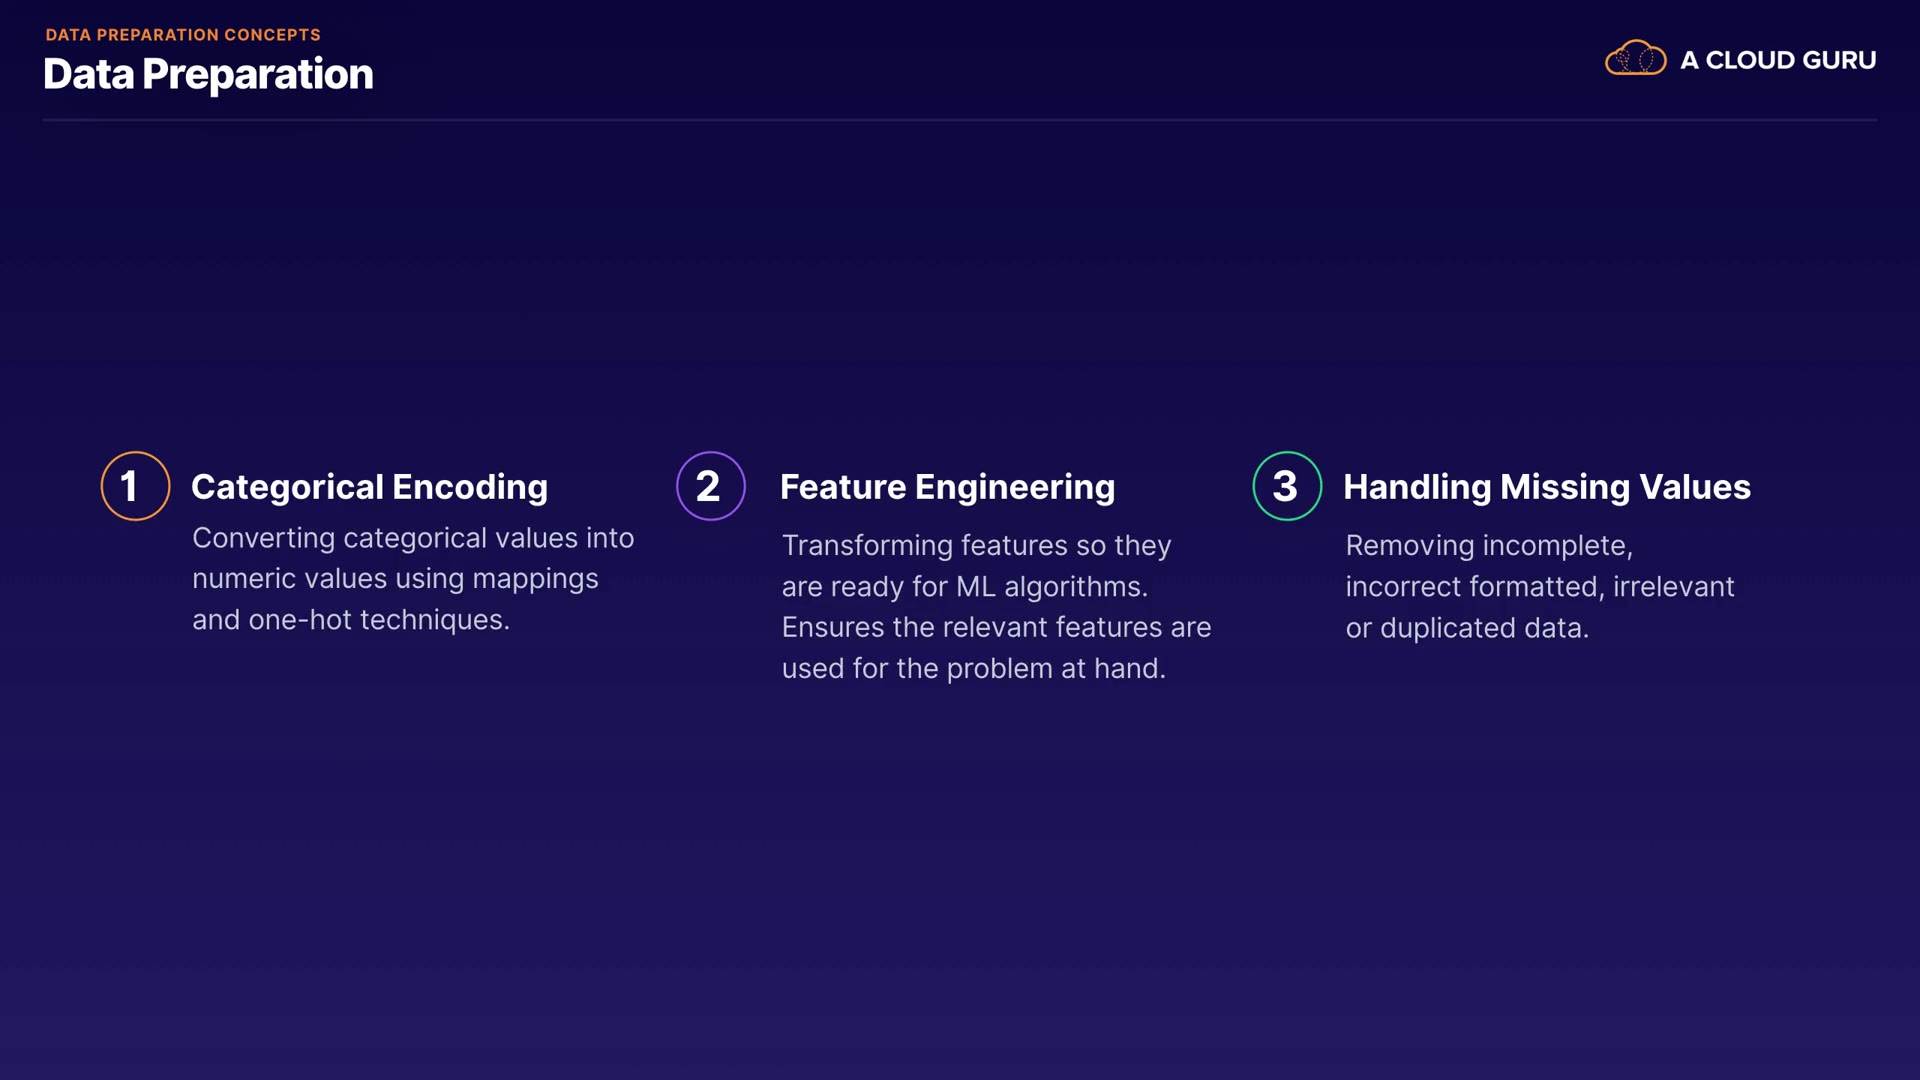 DATA PREPARATION CONCEPTS
Data Preparation
A CLOUD GURU
1
Categorical Encoding
Converting categorical values into
numeric values using mappings
and one-hot techniques.
2
Feature Engineering
Transforming features so they
are ready for ML algorithms.
Ensures the relevant features are
used for the problem at hand.
3
Handling Missing Values
Removing incomplete,
incorrect formatted, irrelevant
or duplicated data.